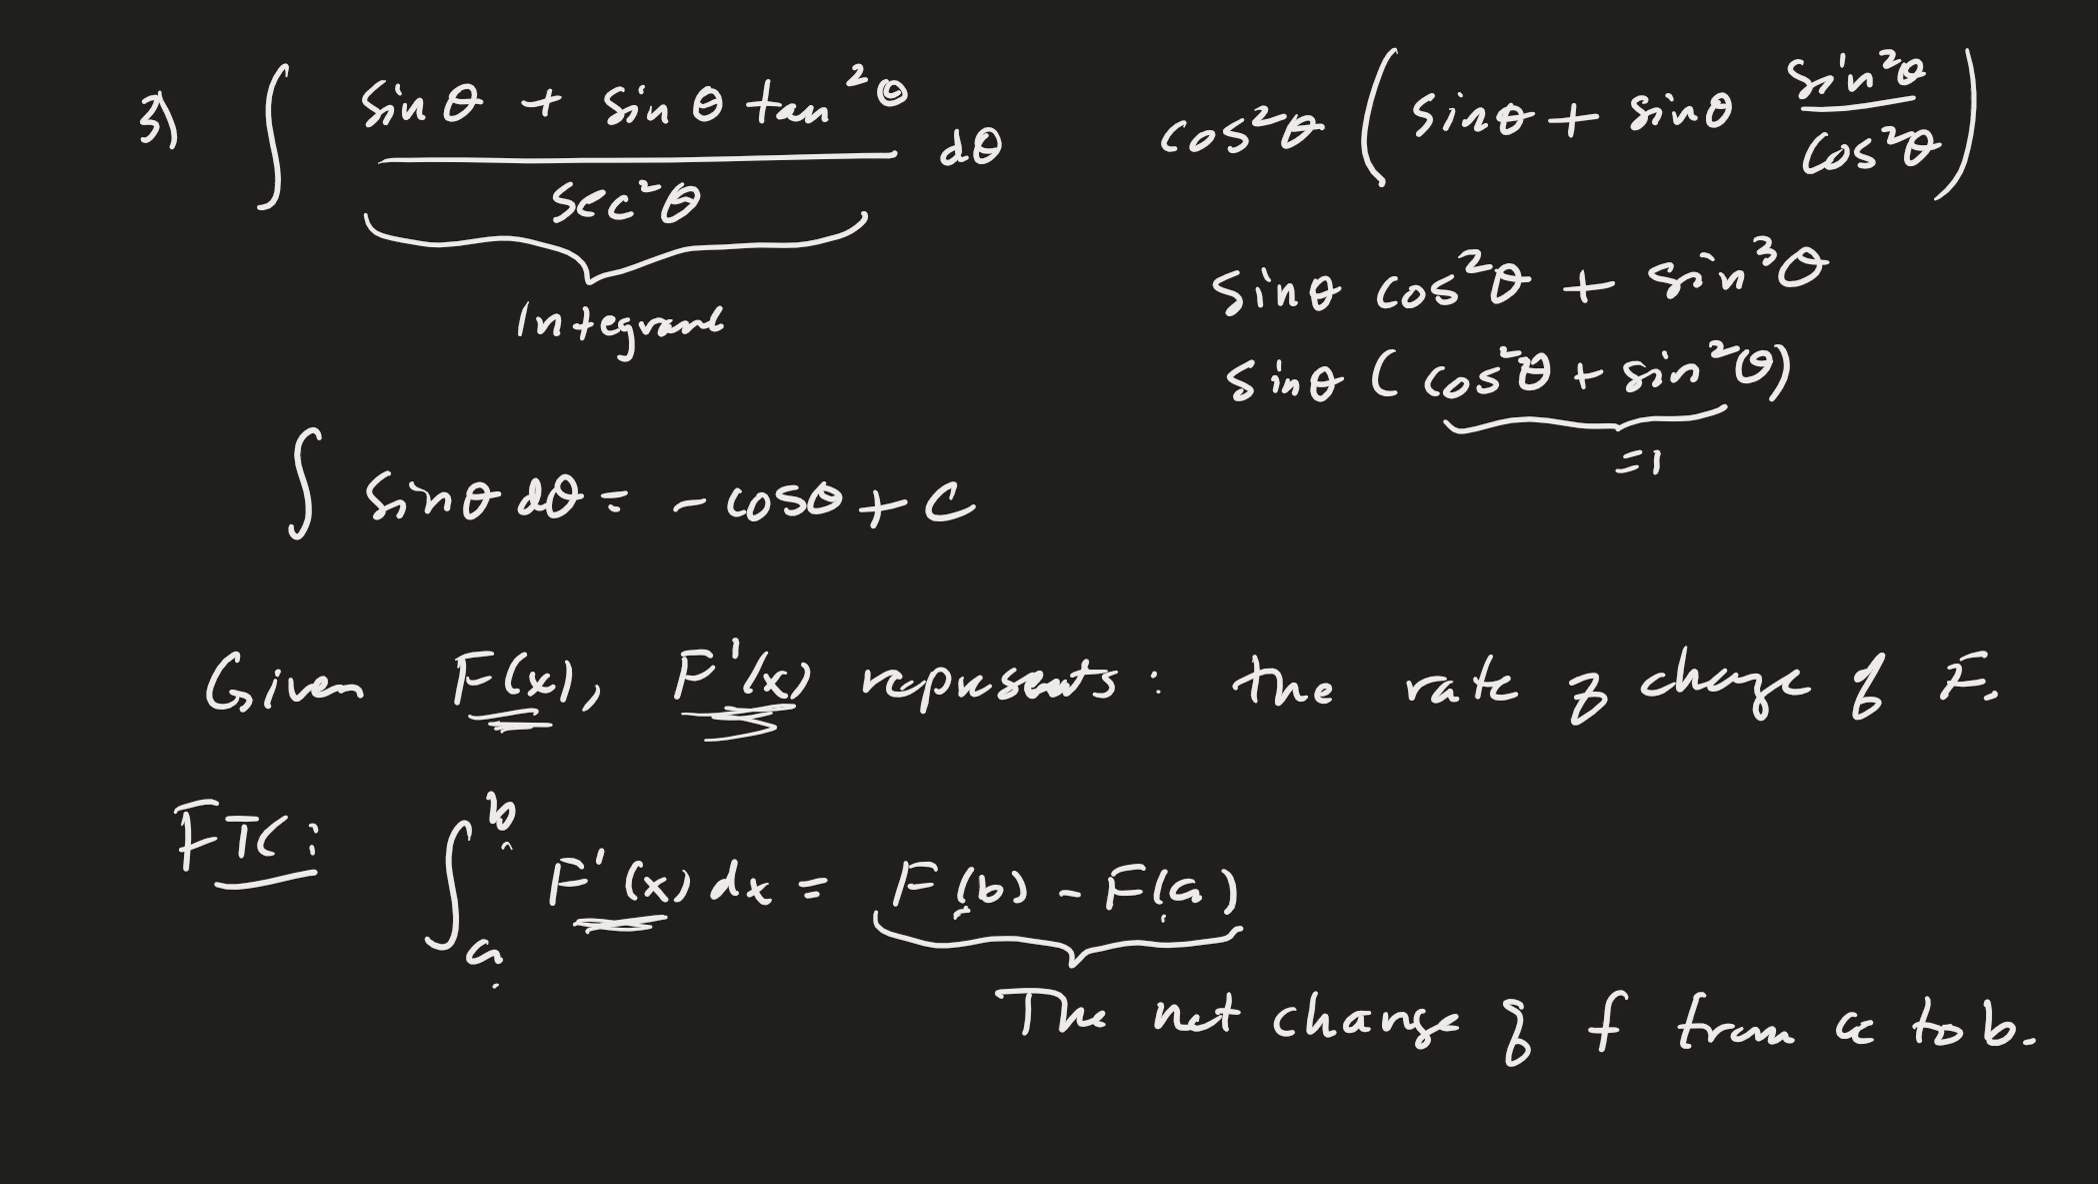 3) ∫ (sin θ + sin θ tan²θ) / sec²θ dθ
Integrand
cos²θ ( sinθ + sinθ sin²θ / cos²θ )
sinθ cos²θ + sin³θ
sinθ ( cos²θ + sin²θ )
=1
∫ sinθ dθ = - cosθ + C
Given F(x), F'(x) represents : the rate of change of F.
FTC: ∫_a^b F'(x) dx = F(b) - F(a)
The net change of f from a to b.